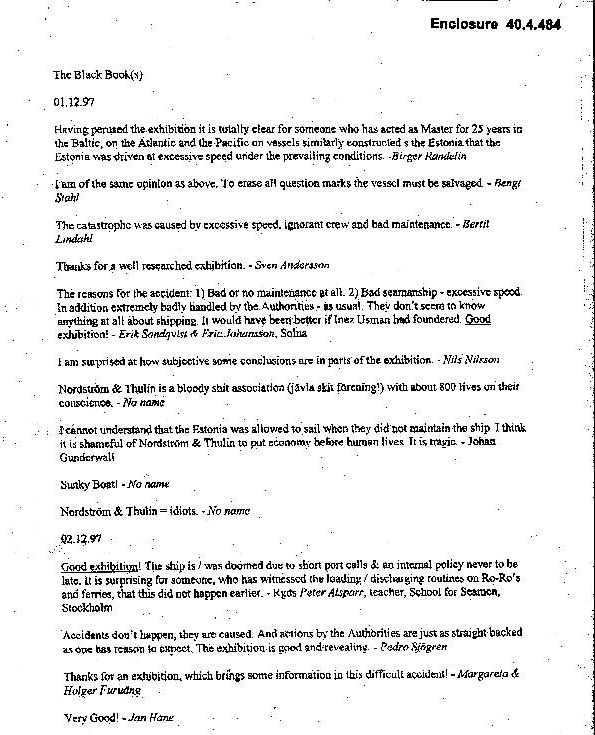 Enclosure 40.4.484
The Black Book(s)
01.12.97
Having perused the exhibition it is totally clear for someone who has acted as Master for 25 years in
the Baltic, on the Atlantic and the Pacific on vessels similarly constructed s the Estonia that the
Estonia was driven at excessive speed under the prevailing conditions. -Birger Randelin
I am of the same opinion as above. To erase all question marks the vessel must be salvaged. - Bengt
Stahl
The catastrophe was caused by excessive speed, ignorant crew and bad maintenance. - Bertil
Lindahl
Thanks for a well researched exhibition. - Sven Andersson
The reasons for the accident: 1) Bad or no maintenance at all. 2) Bad seamanship - excessive speed.
In addition extremely badly handled by the Authorities - as usual. They don't seem to know
anything at all about shipping. It would have been better if Inez Usman had foundered. Good
exhibition! - Erik Sandqvist & Eric Johansson, Solna
I am surprised at how subjective some conclusions are in parts of the exhibition. - Nils Nilsson
Nordström & Thulin is a bloody shit association (jävla skit förening!) with about 800 lives on their
conscience. - No name
I cannot understand that the Estonia was allowed to sail when they did not maintain the ship. I think
it is shameful of Nordström & Thulin to put economy before human lives. It is tragic. - Johan
Gunderwall
Sunky Boat! - No name
Nordström & Thulin = idiots. - No name
02.12.97
Good exhibition! The ship is / was doomed due to short port calls & an internal policy never to be
late. It is surprising for someone, who has witnessed the loading / discharging routines on Ro-Ro's
and ferries, that this did not happen earlier. - Peter Alsparr, teacher, School for Seamen,
Stockholm
Accidents don't happen, they are caused. And actions by the Authorities are just as straight backed
as one has reason to expect. The exhibition is good and revealing. - Pedro Sjögren
Thanks for an exhibition, which brings some information in this difficult accident! - Margareta &
Holger Furudng
Very Good! - Jan Hane